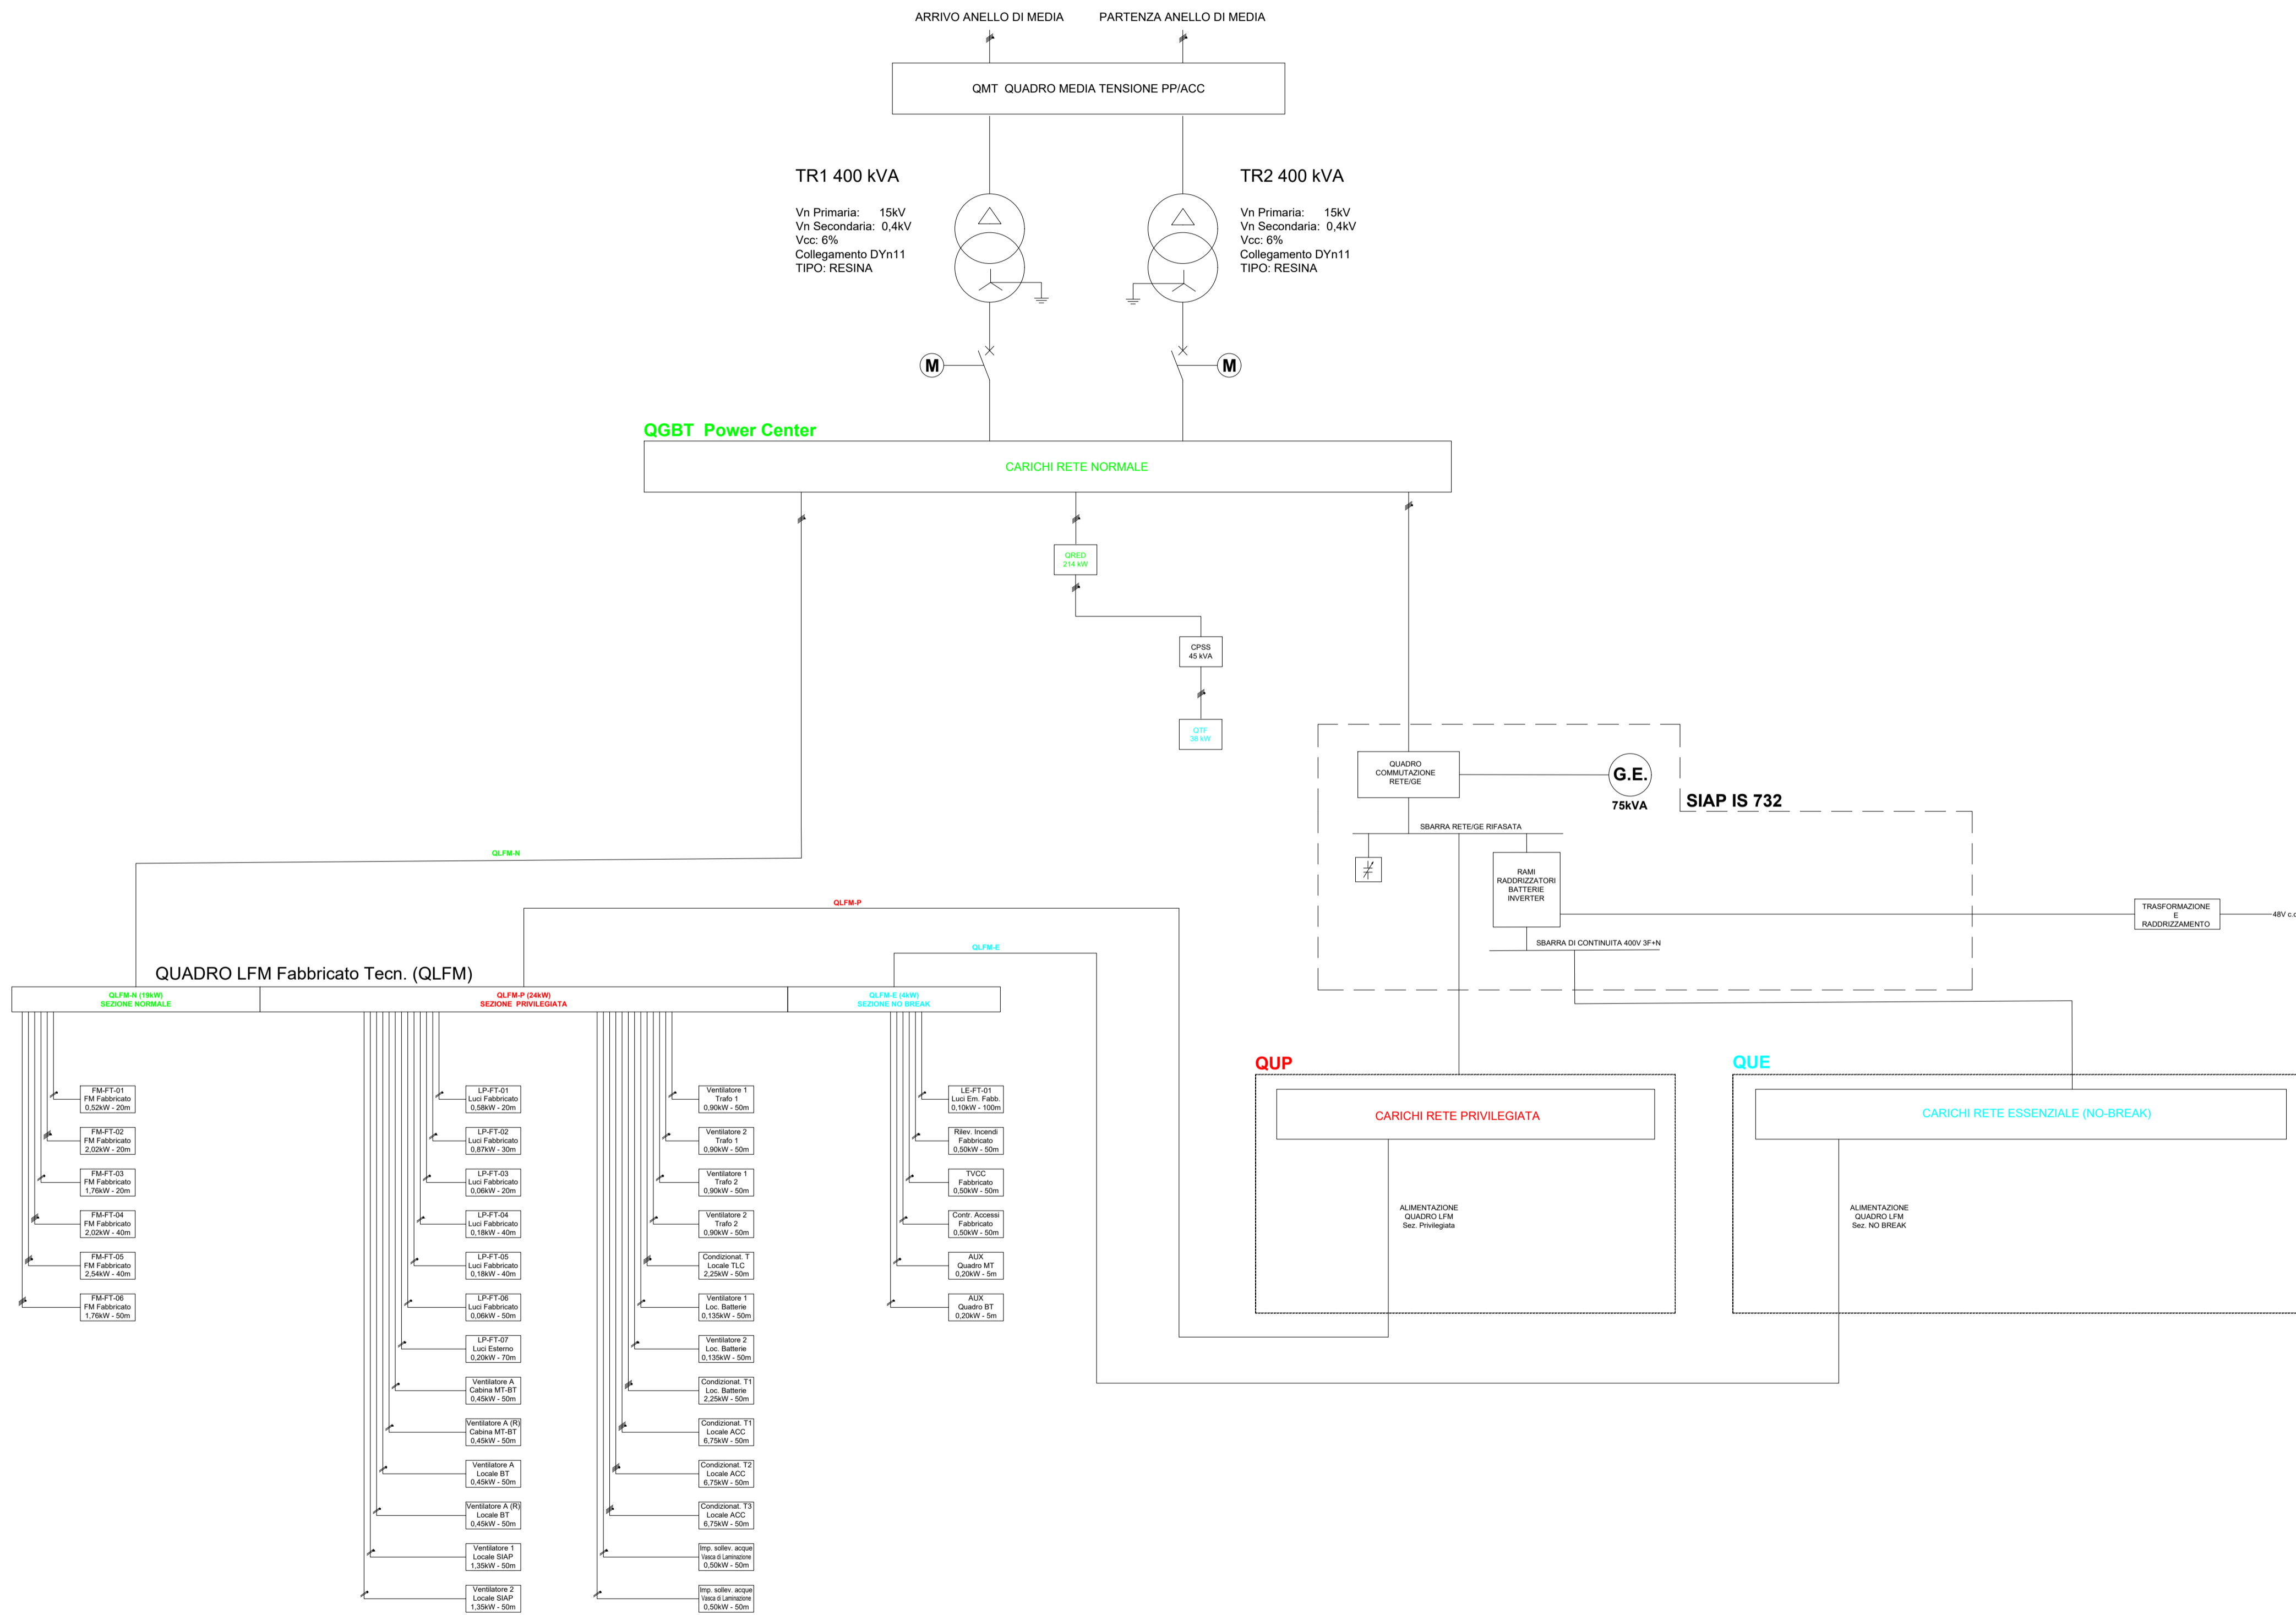 ARRIVO ANELLO DI MEDIA
PARTENZA ANELLO DI MEDIA
QMT QUADRO MEDIA TENSIONE PP/ACC
TR1 400 kVA
Vn Primaria: 15kV
Vn Secondaria: 0,4kV
Vcc: 6%
Collegamento DYn11
TIPO: RESINA
TR2 400 kVA
Vn Primaria: 15kV
Vn Secondaria: 0,4kV
Vcc: 6%
Collegamento DYn11
TIPO: RESINA
M
M
QGBT Power Center
CARICHI RETE NORMALE
QRED
214 kW
CPSS
45 kVA
QTE
38 kW
QUADRO
COMMUTAZIONE
RETE/GE
G.E.
75kVA
SIAP IS 732
SBARRA RETE/GE RIFASATA
RAMI
RADDRIZZATORI
BATTERIE
INVERTER
TRASFORMAZIONE
E
RADDRIZZAMENTO
48V c.c
SBARRA DI CONTINUITA 400V 3F+N
QLFM-N
QLFM-P
QLFM-E
QUADRO LFM Fabbricato Tecn. (QLFM)
QLFM-N (19kW)
SEZIONE NORMALE
QLFM-P (24kW)
SEZIONE PRIVILEGIATA
QLFM-E (4kW)
SEZIONE NO BREAK
FM-FT-01
FM Fabbricato
0,52kW - 20m
FM-FT-02
FM Fabbricato
2,02kW - 20m
FM-FT-03
FM Fabbricato
1,76kW - 20m
FM-FT-04
FM Fabbricato
2,02kW - 40m
FM-FT-05
FM Fabbricato
2,54kW - 40m
FM-FT-06
FM Fabbricato
1,76kW - 50m
LP-FT-01
Luci Fabbricato
0,58kW - 20m
LP-FT-02
Luci Fabbricato
0,87kW - 30m
LP-FT-03
Luci Fabbricato
0,06kW - 20m
LP-FT-04
Luci Fabbricato
0,18kW - 40m
LP-FT-05
Luci Fabbricato
0,18kW - 40m
LP-FT-06
Luci Fabbricato
0,06kW - 50m
LP-FT-07
Luci Esterno
0,20kW - 70m
Ventilatore A
Cabina MT-BT
0,45kW - 50m
Ventilatore A (R)
Cabina MT-BT
0,45kW - 50m
Ventilatore A
Locale BT
0,45kW - 50m
Ventilatore A (R)
Locale BT
0,45kW - 50m
Ventilatore 1
Locale SIAP
1,35kW - 50m
Ventilatore 2
Locale SIAP
1,35kW - 50m
Ventilatore 1
Trafo 1
0,90kW - 50m
Ventilatore 2
Trafo 1
0,90kW - 50m
Ventilatore 1
Trafo 2
0,90kW - 50m
Ventilatore 2
Trafo 2
0,90kW - 50m
Condizionat. T
Locale TLC
2,25kW - 50m
Ventilatore 1
Loc. Batterie
0,135kW - 50m
Ventilatore 2
Loc. Batterie
0,135kW - 50m
Condizionat. T1
Loc. Batterie
2,25kW - 50m
Condizionat. T1
Locale ACC
6,75kW - 50m
Condizionat. T2
Locale ACC
6,75kW - 50m
Condizionat. T3
Locale ACC
6,75kW - 50m
Imp. sollev. acque
Vasca di Laminazione
0,50kW - 50m
Imp. sollev. acque
Vasca di Laminazione
0,50kW - 50m
LE-FT-01
Luci Em. Fabb.
0,10kW - 100m
Rilev. Incendi
Fabbricato
0,50kW - 50m
TVCC
Fabbricato
0,50kW - 50m
Contr. Accessi
Fabbricato
0,50kW - 50m
AUX
Quadro MT
0,20kW - 5m
AUX
Quadro BT
0,20kW - 5m
QUP
CARICHI RETE PRIVILEGIATA
ALIMENTAZIONE
QUADRO LFM
Sez. Privilegiata
QUE
CARICHI RETE ESSENZIALE (NO-BREAK)
ALIMENTAZIONE
QUADRO LFM
Sez. NO BREAK